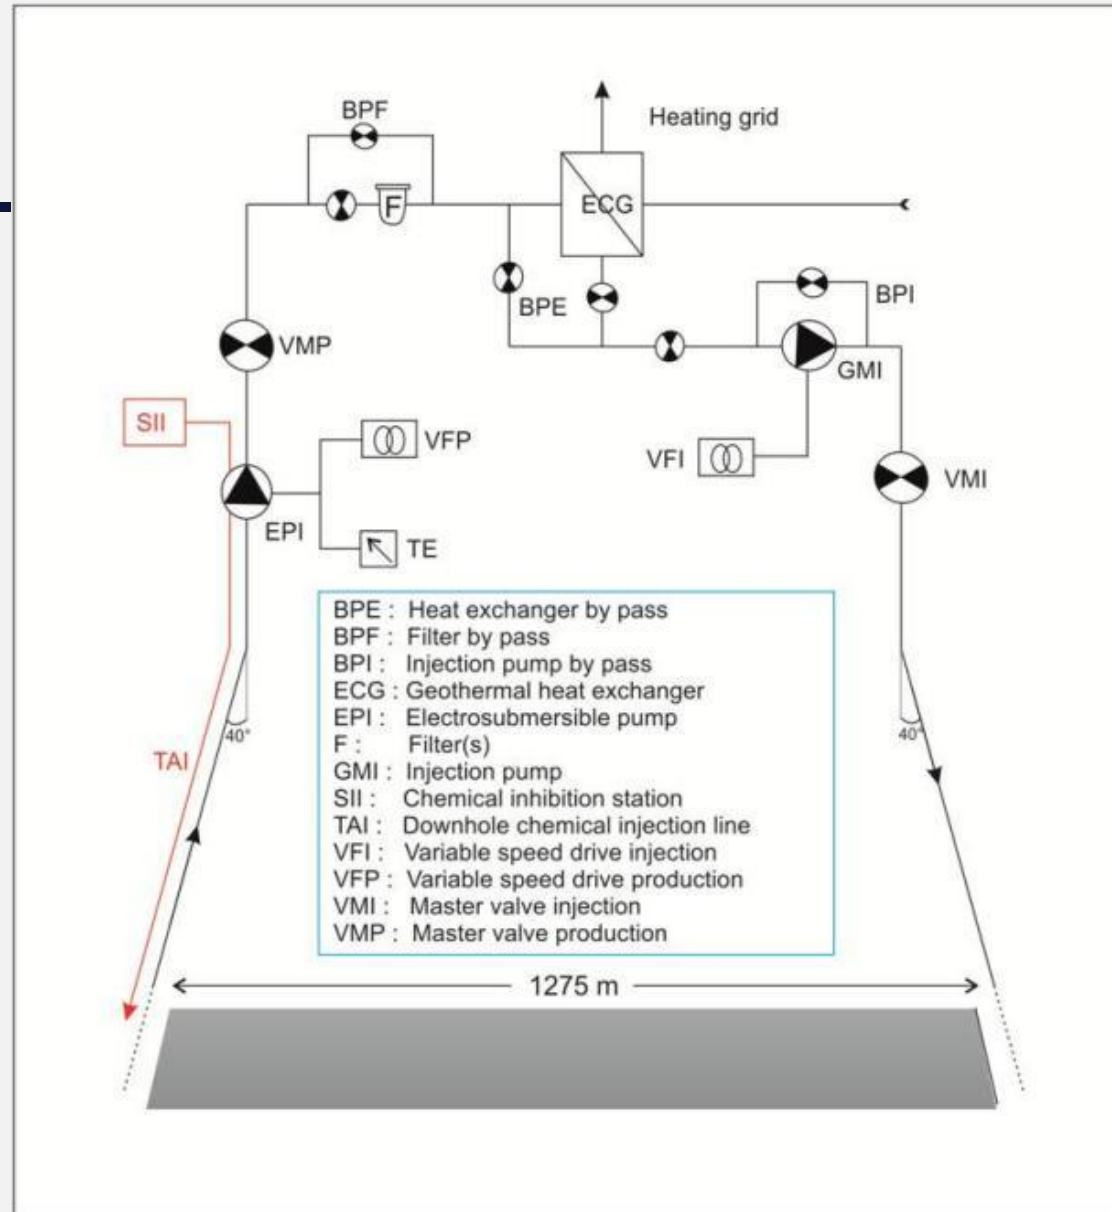 BPF
Heating grid
F
ECG
BPE
BPI
VMP
GMI
SII
VFP
VFI
VMI
EPI
TE
BPE : Heat exchanger by pass
BPF : Filter by pass
BPI : Injection pump by pass
ECG : Geothermal heat exchanger
EPI : Electrosubmersible pump
F : Filter(s)
GMI : Injection pump
SII : Chemical inhibition station
TAI : Downhole chemical injection line
VFI : Variable speed drive injection
VFP : Variable speed drive production
VMI : Master valve injection
VMP : Master valve production
40°
40°
TAI
1275 m